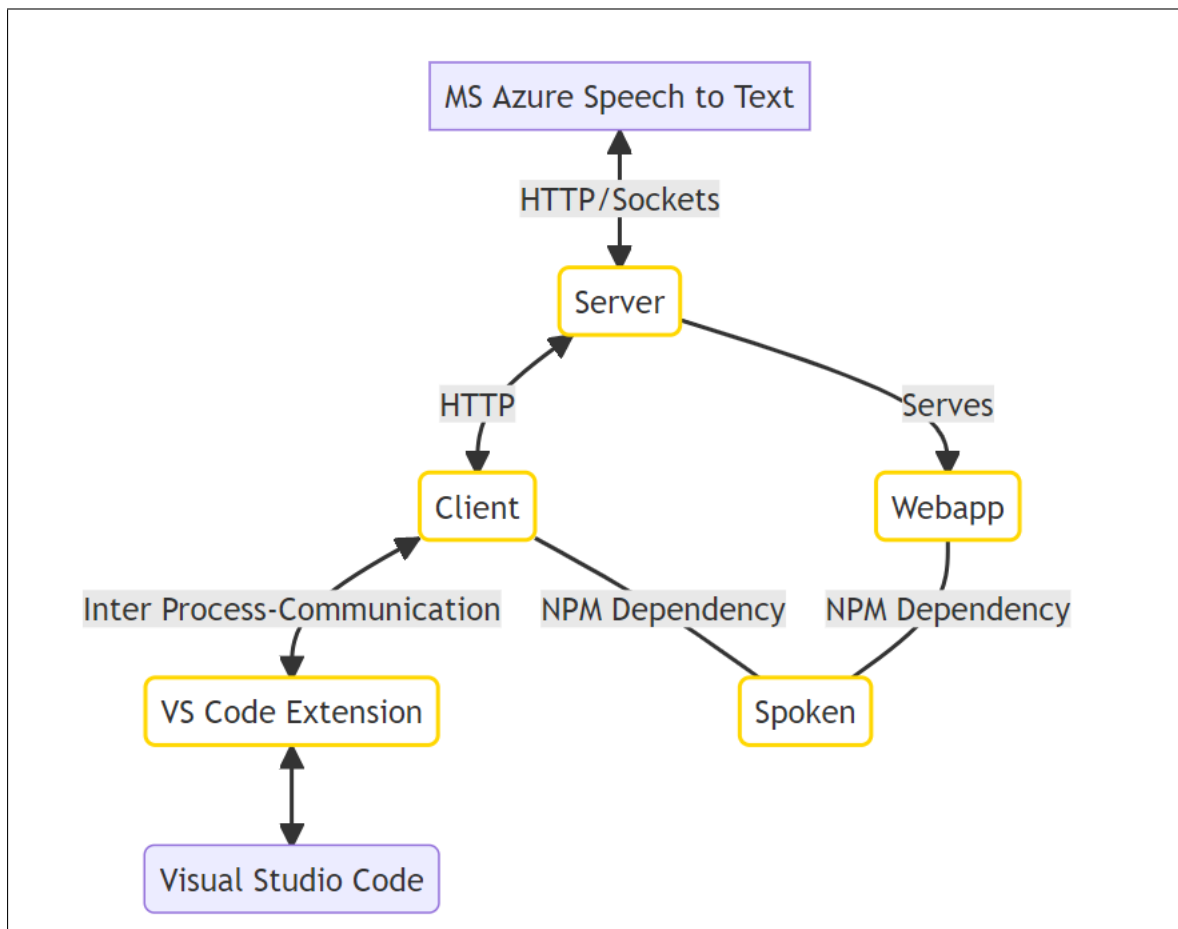 MS Azure Speech to Text
HTTP/Sockets
Server
HTTP
Serves
Client
Webapp
Inter Process-Communication
NPM Dependency
NPM Dependency
VS Code Extension
Spoken
Visual Studio Code